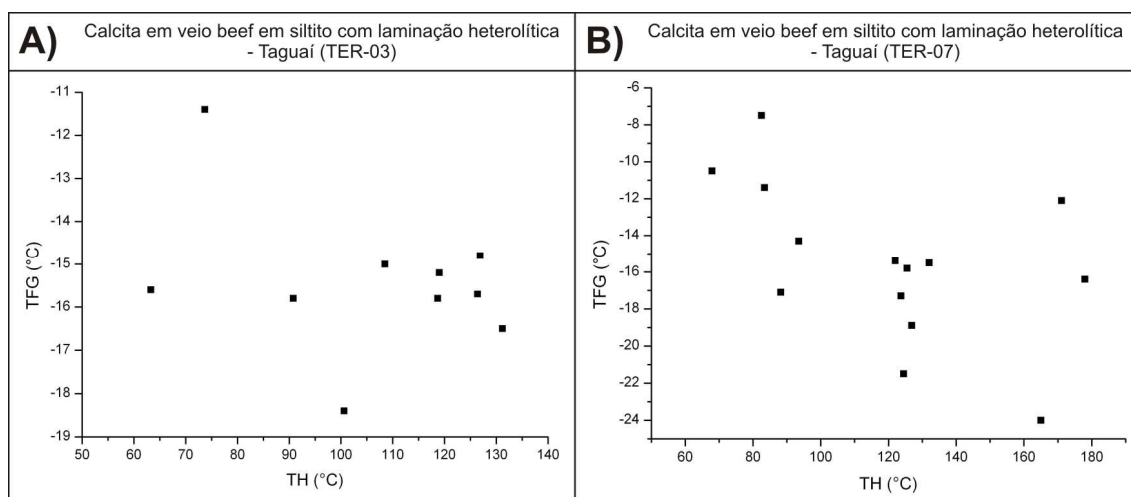 A)
Calcita em veio beef em siltito com laminação heterolítica
- Taguaí (TER-03)
-11
-12
-13
-14
-15
-16
-17
-18
-19
TFG (°C)
50 60 70 80 90 100 110 120 130 140
TH (°C)
B)
Calcita em veio beef em siltito com laminação heterolítica
- Taguaí (TER-07)
-6
-8
-10
-12
-14
-16
-18
-20
-22
-24
TFG (°C)
60 80 100 120 140 160 180
TH (°C)